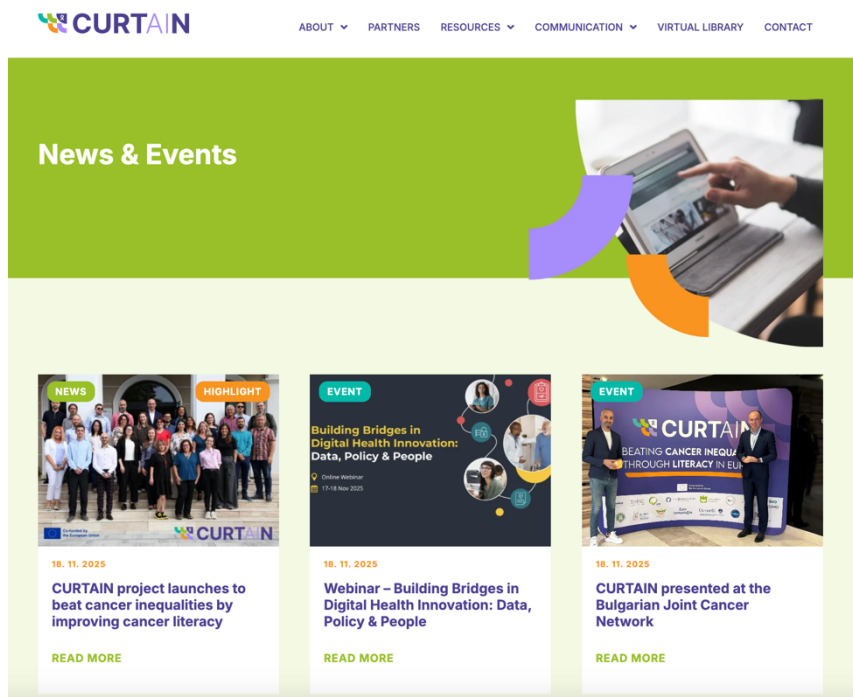 CURTAIN
ABOUT PARTNERS RESOURCES COMMUNICATION VIRTUAL LIBRARY CONTACT
News & Events
NEWS
HIGHLIGHT
Co-funded by
the European Union
CURTAIN
18. 11. 2025
CURTAIN project launches to
beat cancer inequalities by
improving cancer literacy
READ MORE
EVENT
Building Bridges in
Digital Health Innovation:
Data, Policy & People
Online Webinar
17-18 Nov 2025
18. 11. 2025
Webinar – Building Bridges in
Digital Health Innovation: Data,
Policy & People
READ MORE
EVENT
CURTAIN
BEATING CANCER INEQUA
THROUGH LITERACY IN EU
18. 11. 2025
CURTAIN presented at the
Bulgarian Joint Cancer
Network
READ MORE